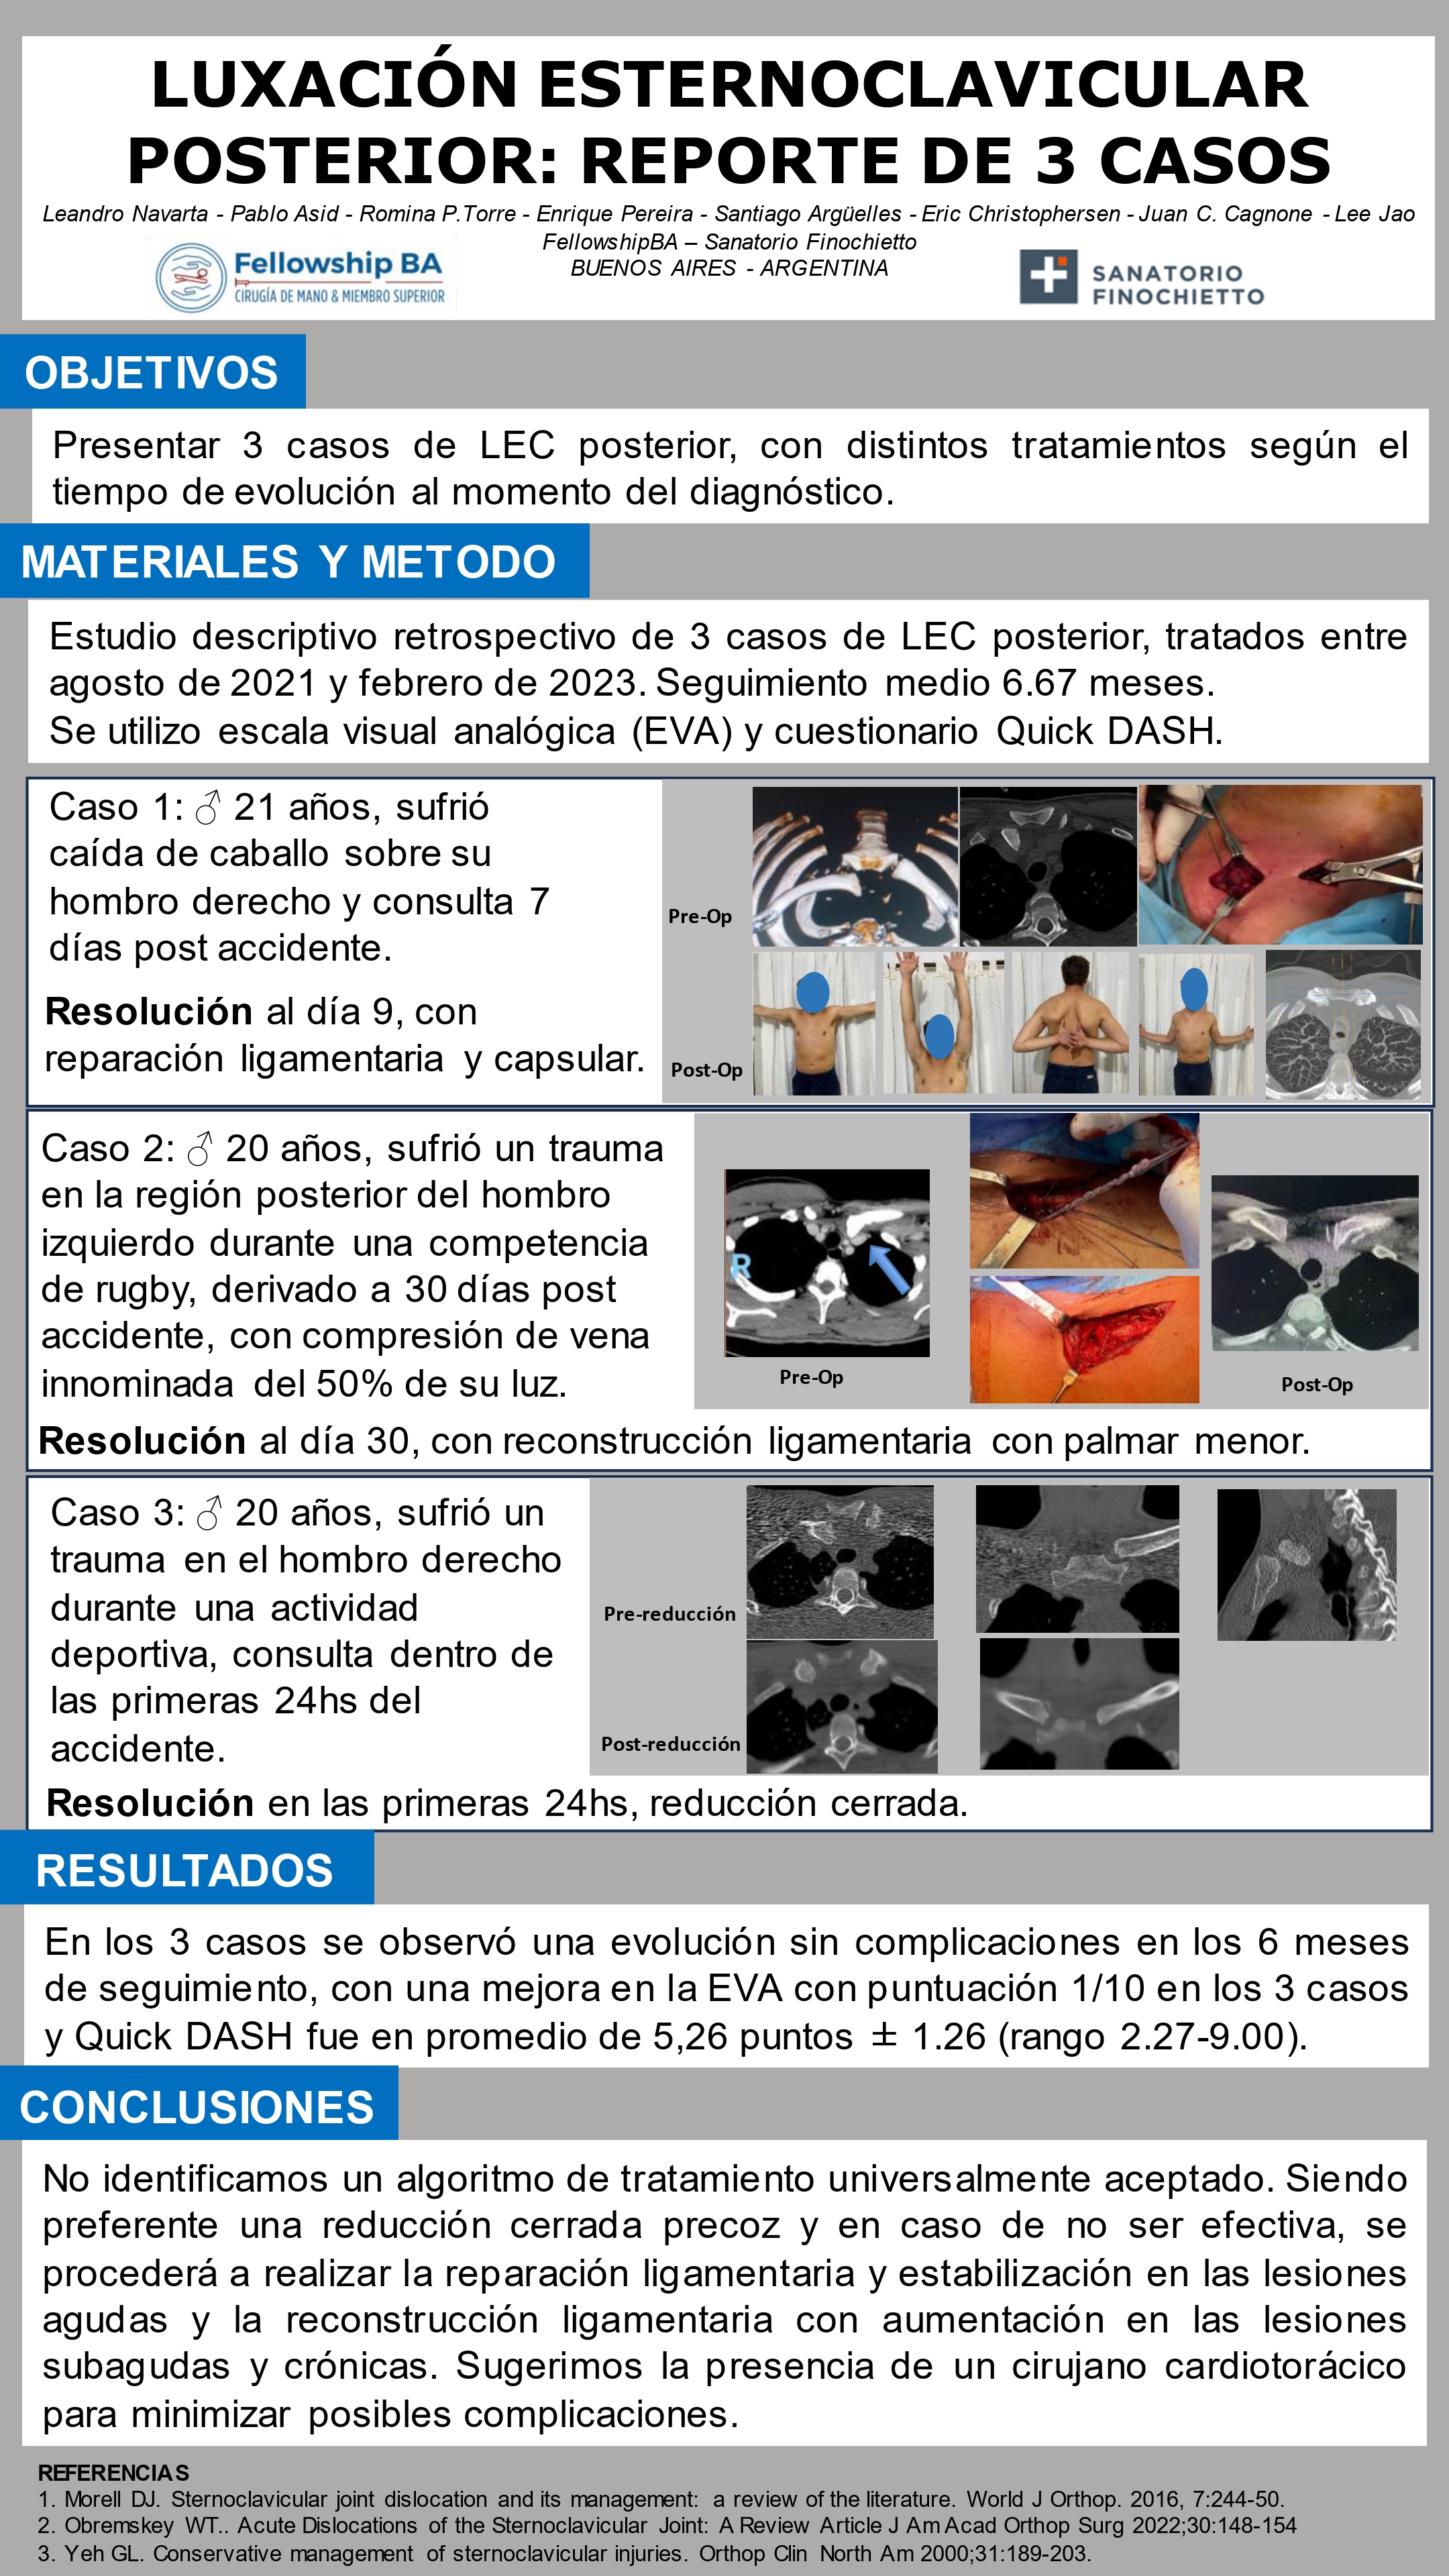 LUXACIÓN ESTERNOCLAVICULAR
POSTERIOR: REPORTE DE 3 CASOS
Leandro Navarta - Pablo Asid - Romina P.Torre - Enrique Pereira - Santiago Argüelles - Eric Christophersen - Juan C. Cagnone - Lee Jao
FellowshipBA – Sanatorio Finochietto
BUENOS AIRES - ARGENTINA
Fellowship BA
CIRUGÍA DE MANO & MIEMBRO SUPERIOR
SANATORIO
FINOCHIETTO
OBJETIVOS
Presentar 3 casos de LEC posterior, con distintos tratamientos según el
tiempo de evolución al momento del diagnóstico.
MATERIALES Y METODO
Estudio descriptivo retrospectivo de 3 casos de LEC posterior, tratados entre
agosto de 2021 y febrero de 2023. Seguimiento medio 6.67 meses.
Se utilizo escala visual analógica (EVA) y cuestionario Quick DASH.
Caso 1: ♂ 21 años, sufrió
caída de caballo sobre su
hombro derecho y consulta 7
días post accidente.
Resolución al día 9, con
reparación ligamentaria y capsular.
Pre-Op
Post-Op
Caso 2: ♂ 20 años, sufrió un trauma
en la región posterior del hombro
izquierdo durante una competencia
de rugby, derivado a 30 días post
accidente, con compresión de vena
innominada del 50% de su luz.
Resolución al día 30, con reconstrucción ligamentaria con palmar menor.
R
Pre-Op
Post-Op
Caso 3: ♂ 20 años, sufrió un
trauma en el hombro derecho
durante una actividad
deportiva, consulta dentro de
las primeras 24hs del
accidente.
Resolución en las primeras 24hs, reducción cerrada.
Pre-reducción
Post-reducción
RESULTADOS
En los 3 casos se observó una evolución sin complicaciones en los 6 meses
de seguimiento, con una mejora en la EVA con puntuación 1/10 en los 3 casos
y Quick DASH fue en promedio de 5,26 puntos ± 1.26 (rango 2.27-9.00).
CONCLUSIONES
No identificamos un algoritmo de tratamiento universalmente aceptado. Siendo
preferente una reducción cerrada precoz y en caso de no ser efectiva, se
procederá a realizar la reparación ligamentaria y estabilización en las lesiones
agudas y la reconstrucción ligamentaria con aumentación en las lesiones
subagudas y crónicas. Sugerimos la presencia de un cirujano cardiotorácico
para minimizar posibles complicaciones.
REFERENCIAS
1. Morell DJ. Sternoclavicular joint dislocation and its management: a review of the literature. World J Orthop. 2016, 7:244-50.
2. Obremskey WT.. Acute Dislocations of the Sternoclavicular Joint: A Review Article J Am Acad Orthop Surg 2022;30:148-154
3. Yeh GL. Conservative management of sternoclavicular injuries. Orthop Clin North Am 2000;31:189-203.